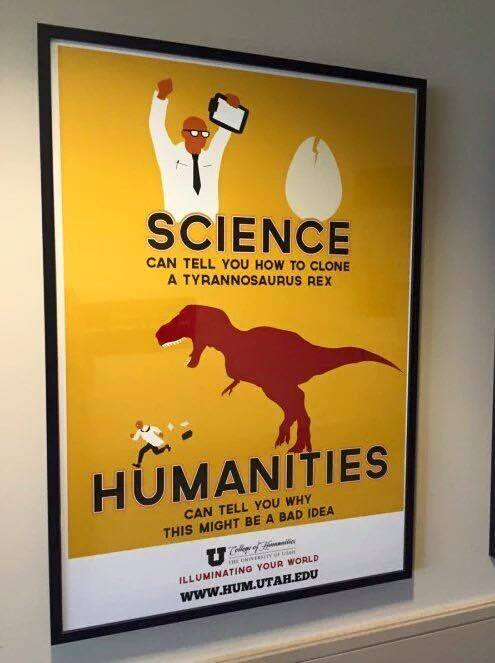 SCIENCE
CAN TELL YOU HOW TO CLONE
A TYRANNOSAURUS REX
HUMANITIES
CAN TELL YOU WHY
THIS MIGHT BE A BAD IDEA
U
College of Humanities
THE UNIVERSITY OF UTAH
ILLUMINATING YOUR WORLD
WWW.HUM.UTAH.EDU